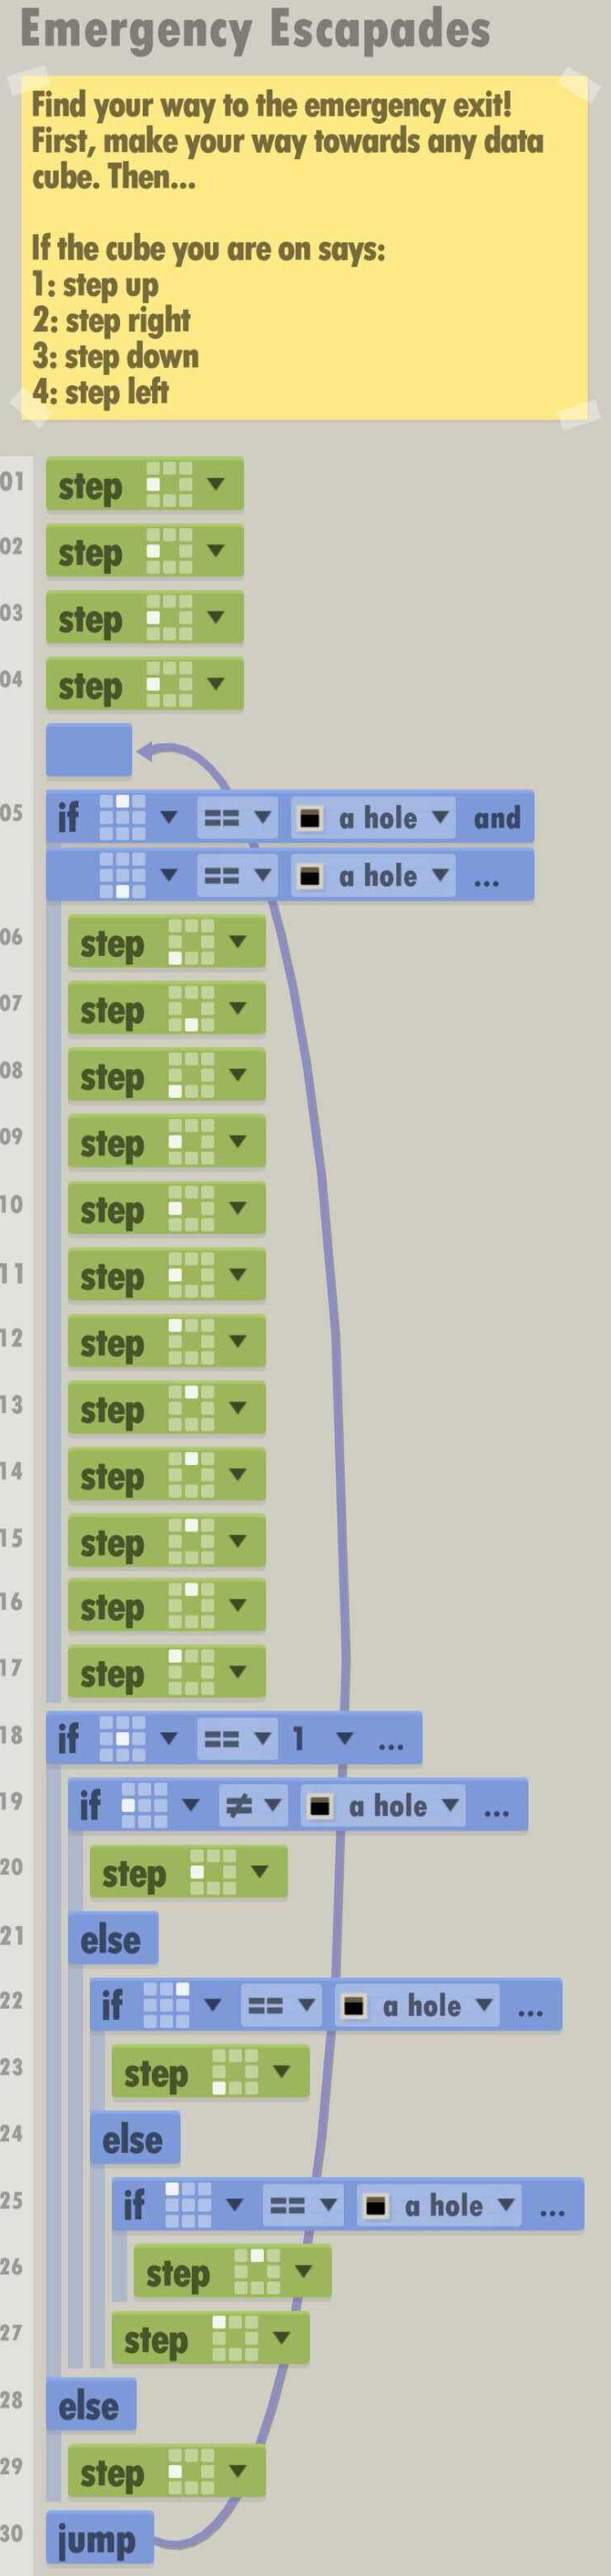 Emergency Escapades
Find your way to the emergency exit!
First, make your way towards any data
cube. Then...
If the cube you are on says:
1: step up
2: step right
3: step down
4: step left
01 step
02 step
03 step
04 step
05 if == a hole and
== a hole ...
06 step
07 step
08 step
09 step
10 step
11 step
12 step
13 step
14 step
15 step
16 step
17 step
18 if == 1 ...
19 if ≠ a hole ...
20 step
21 else
22 if == a hole ...
23 step
24 else
25 if == a hole ...
26 step
27 step
28 else
29 step
30 jump